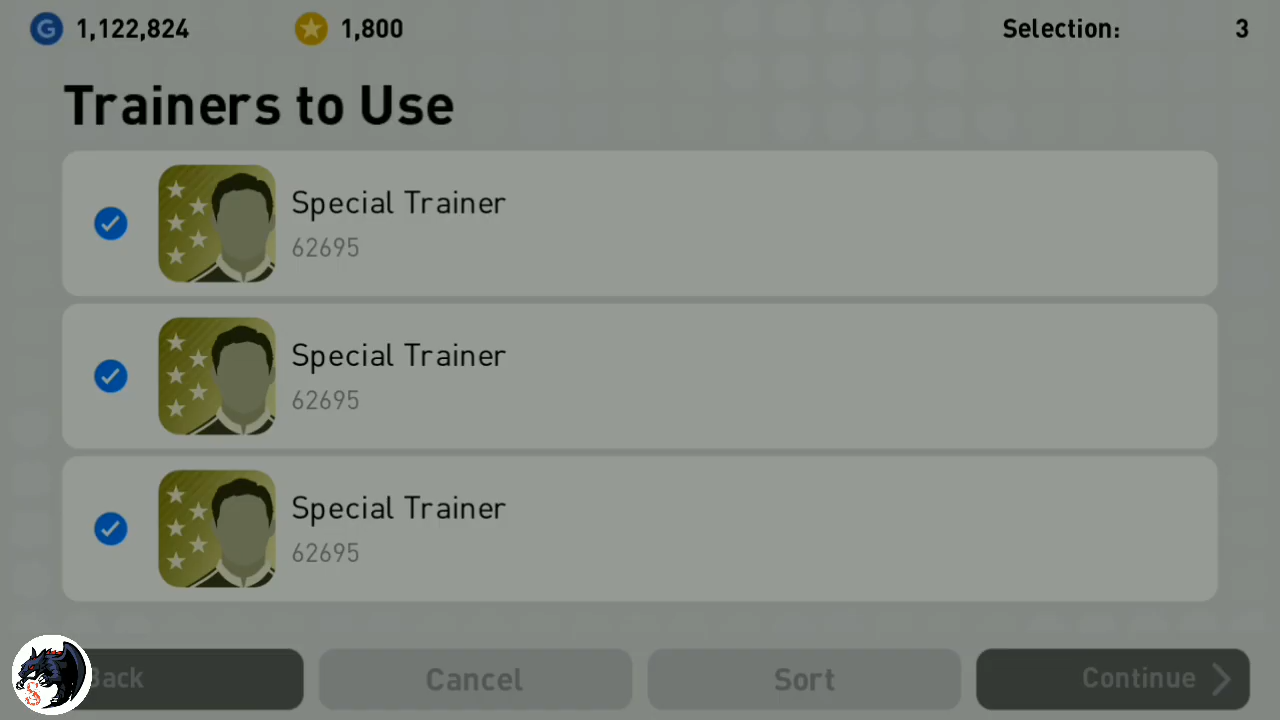 G 1,122,824 1,800 Selection: 3
Trainers to Use
Special Trainer
62695
Special Trainer
62695
Special Trainer
62695
Back Cancel Sort Continue
S